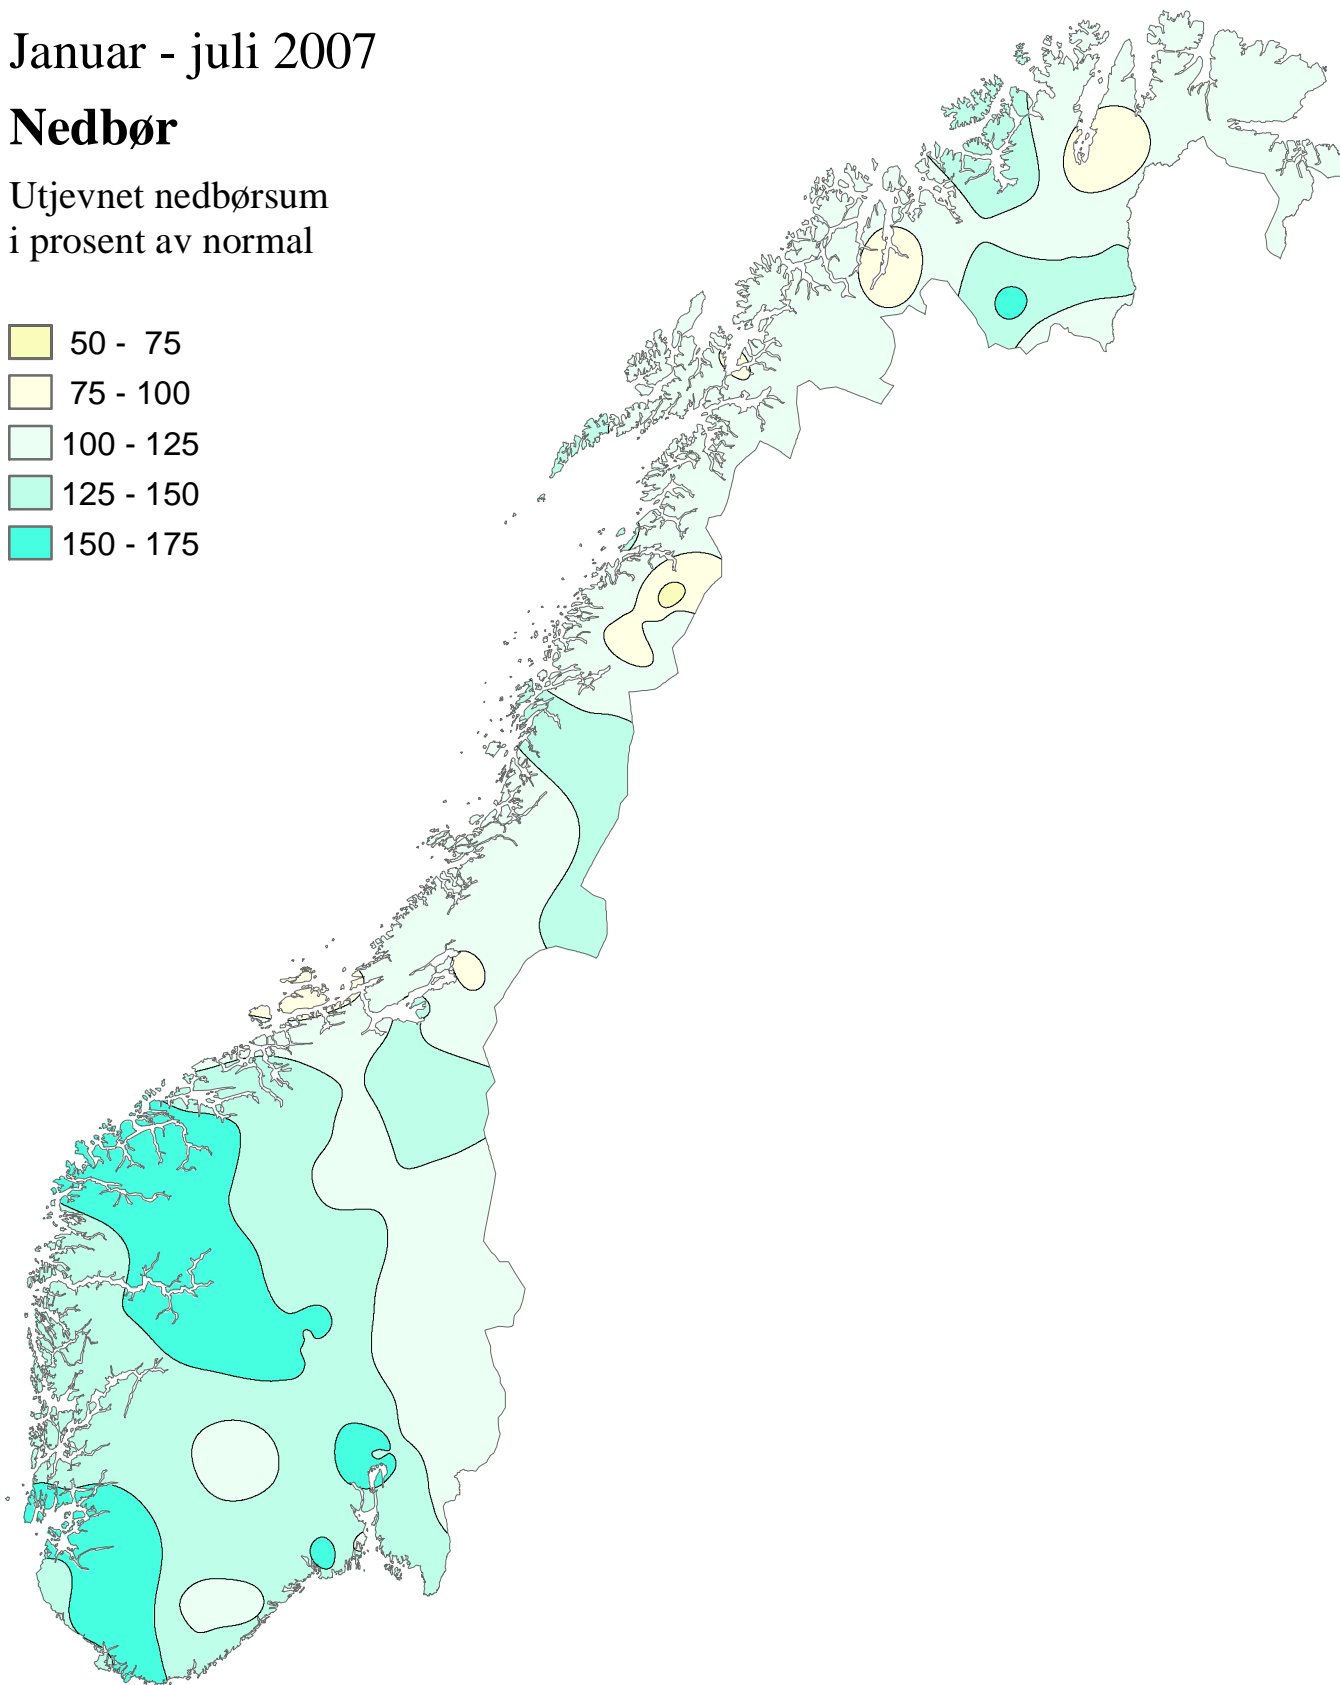 Januar - juli 2007
Nedbør
Utjevnet nedbørsum
i prosent av normal
50 - 75
75 - 100
100 - 125
125 - 150
150 - 175